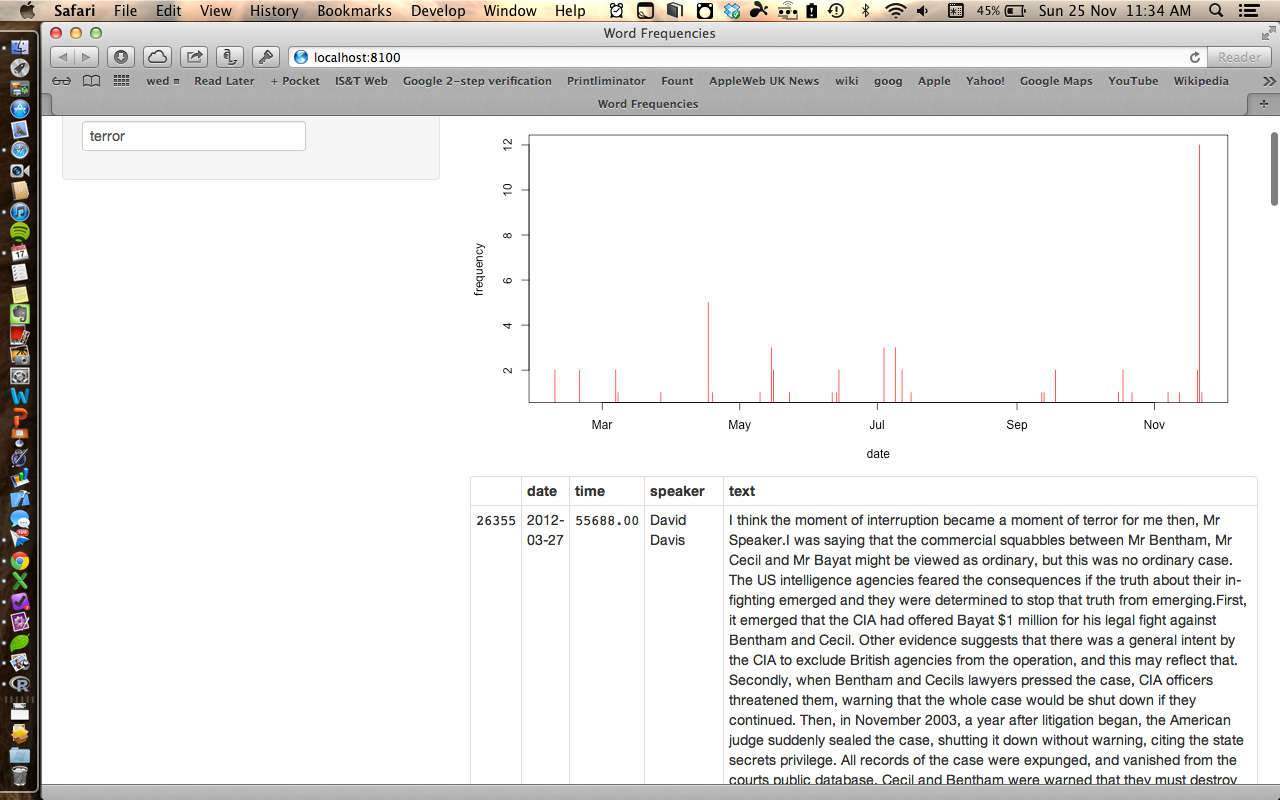 Safari File Edit View History Bookmarks Develop Window Help 45% Sun 25 Nov 11:34 AM
Word Frequencies
localhost:8100
Reader
wed Read Later + Pocket IS&T Web Google 2-step verification Printliminator Fount AppleWeb UK News wiki goog Apple Yahoo! Google Maps YouTube Wikipedia
Word Frequencies
terror
12
10
8
6
4
2
frequency
Mar May Jul Sep Nov
date
date time speaker text
26355 2012-03-27 55688.00 David Davis
I think the moment of interruption became a moment of terror for me then, Mr
Speaker.I was saying that the commercial squabbles between Mr Bentham, Mr
Cecil and Mr Bayat might be viewed as ordinary, but this was no ordinary case.
The US intelligence agencies feared the consequences if the truth about their in-
fighting emerged and they were determined to stop that truth from emerging.First,
it emerged that the CIA had offered Bayat $1 million for his legal fight against
Bentham and Cecil. Other evidence suggests that there was a general intent by
the CIA to exclude British agencies from the operation, and this may reflect that.
Secondly, when Bentham and Cecils lawyers pressed the case, CIA officers
threatened them, warning that the whole case would be shut down if they
continued. Then, in November 2003, a year after litigation began, the American
judge suddenly sealed the case, shutting it down without warning, citing the state
secrets privilege. All records of the case were expunged, and vanished from the
courts public database. Cecil and Bentham were warned that they must destroy
17